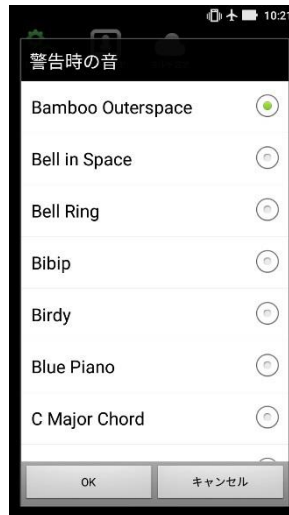 10:21
警告時の音
Bamboo Outerspace
Bell in Space
Bell Ring
Bibip
Birdy
Blue Piano
C Major Chord
OK キャンセル